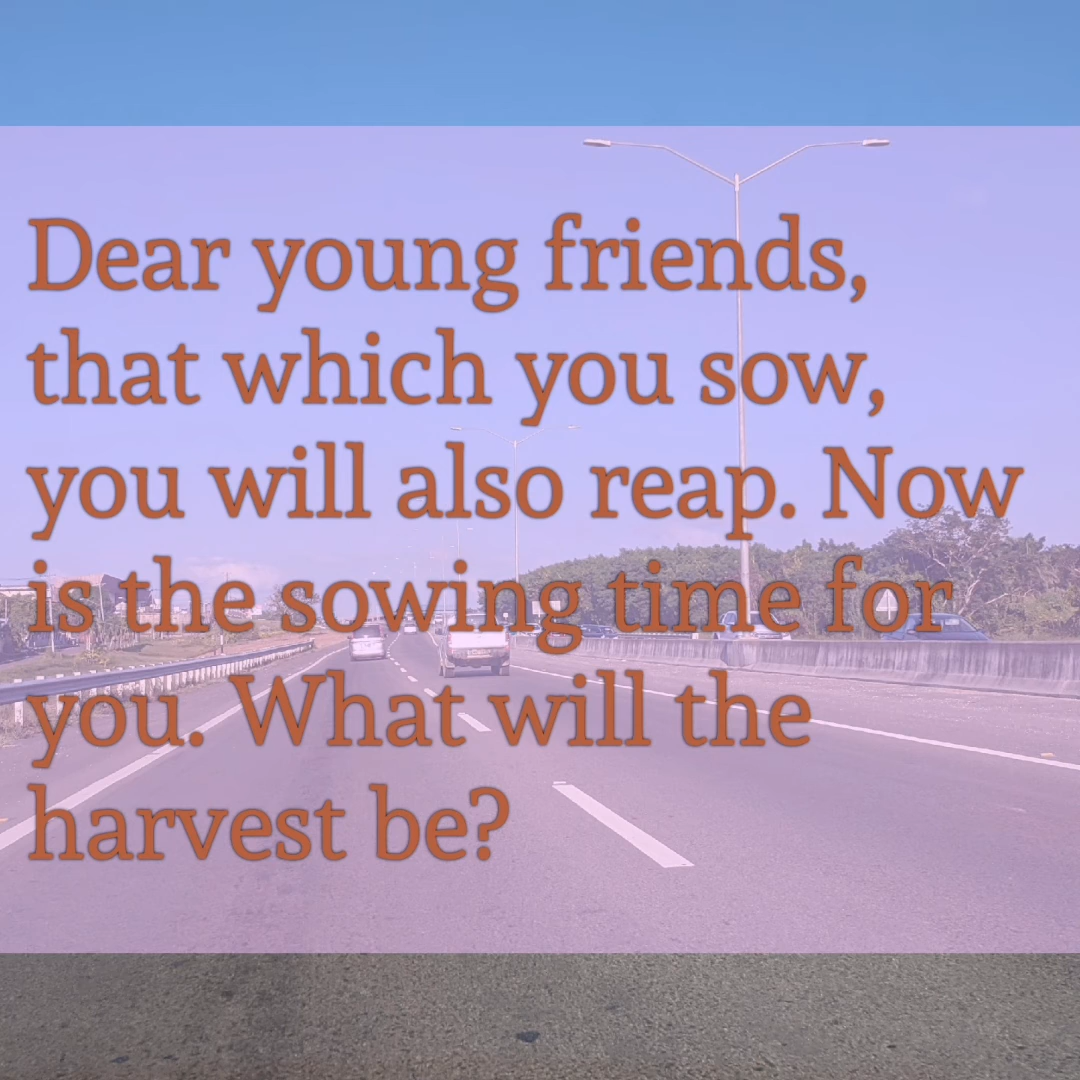 Dear young friends,
that which you sow,
you will also reap. Now
is the sowing time for
you. What will the
harvest be?